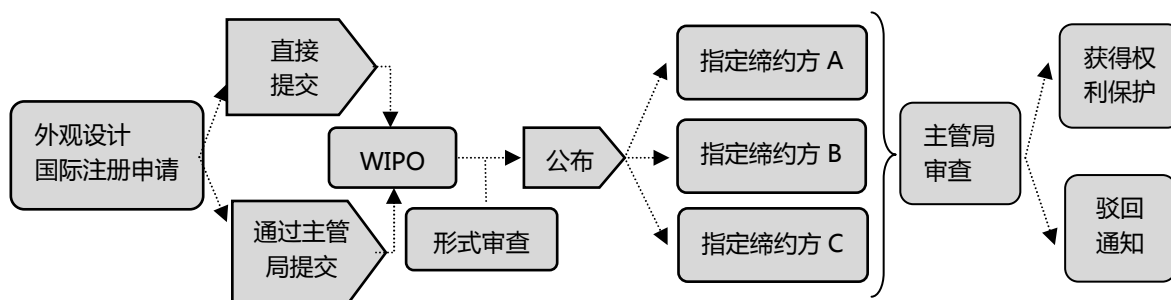 外观设计
国际注册申请
直接
提交
通过主管
局提交
WIPO
形式审查
公布
指定缔约方 A
指定缔约方 B
指定缔约方 C
主管局
审查
获得权
利保护
驳回
通知